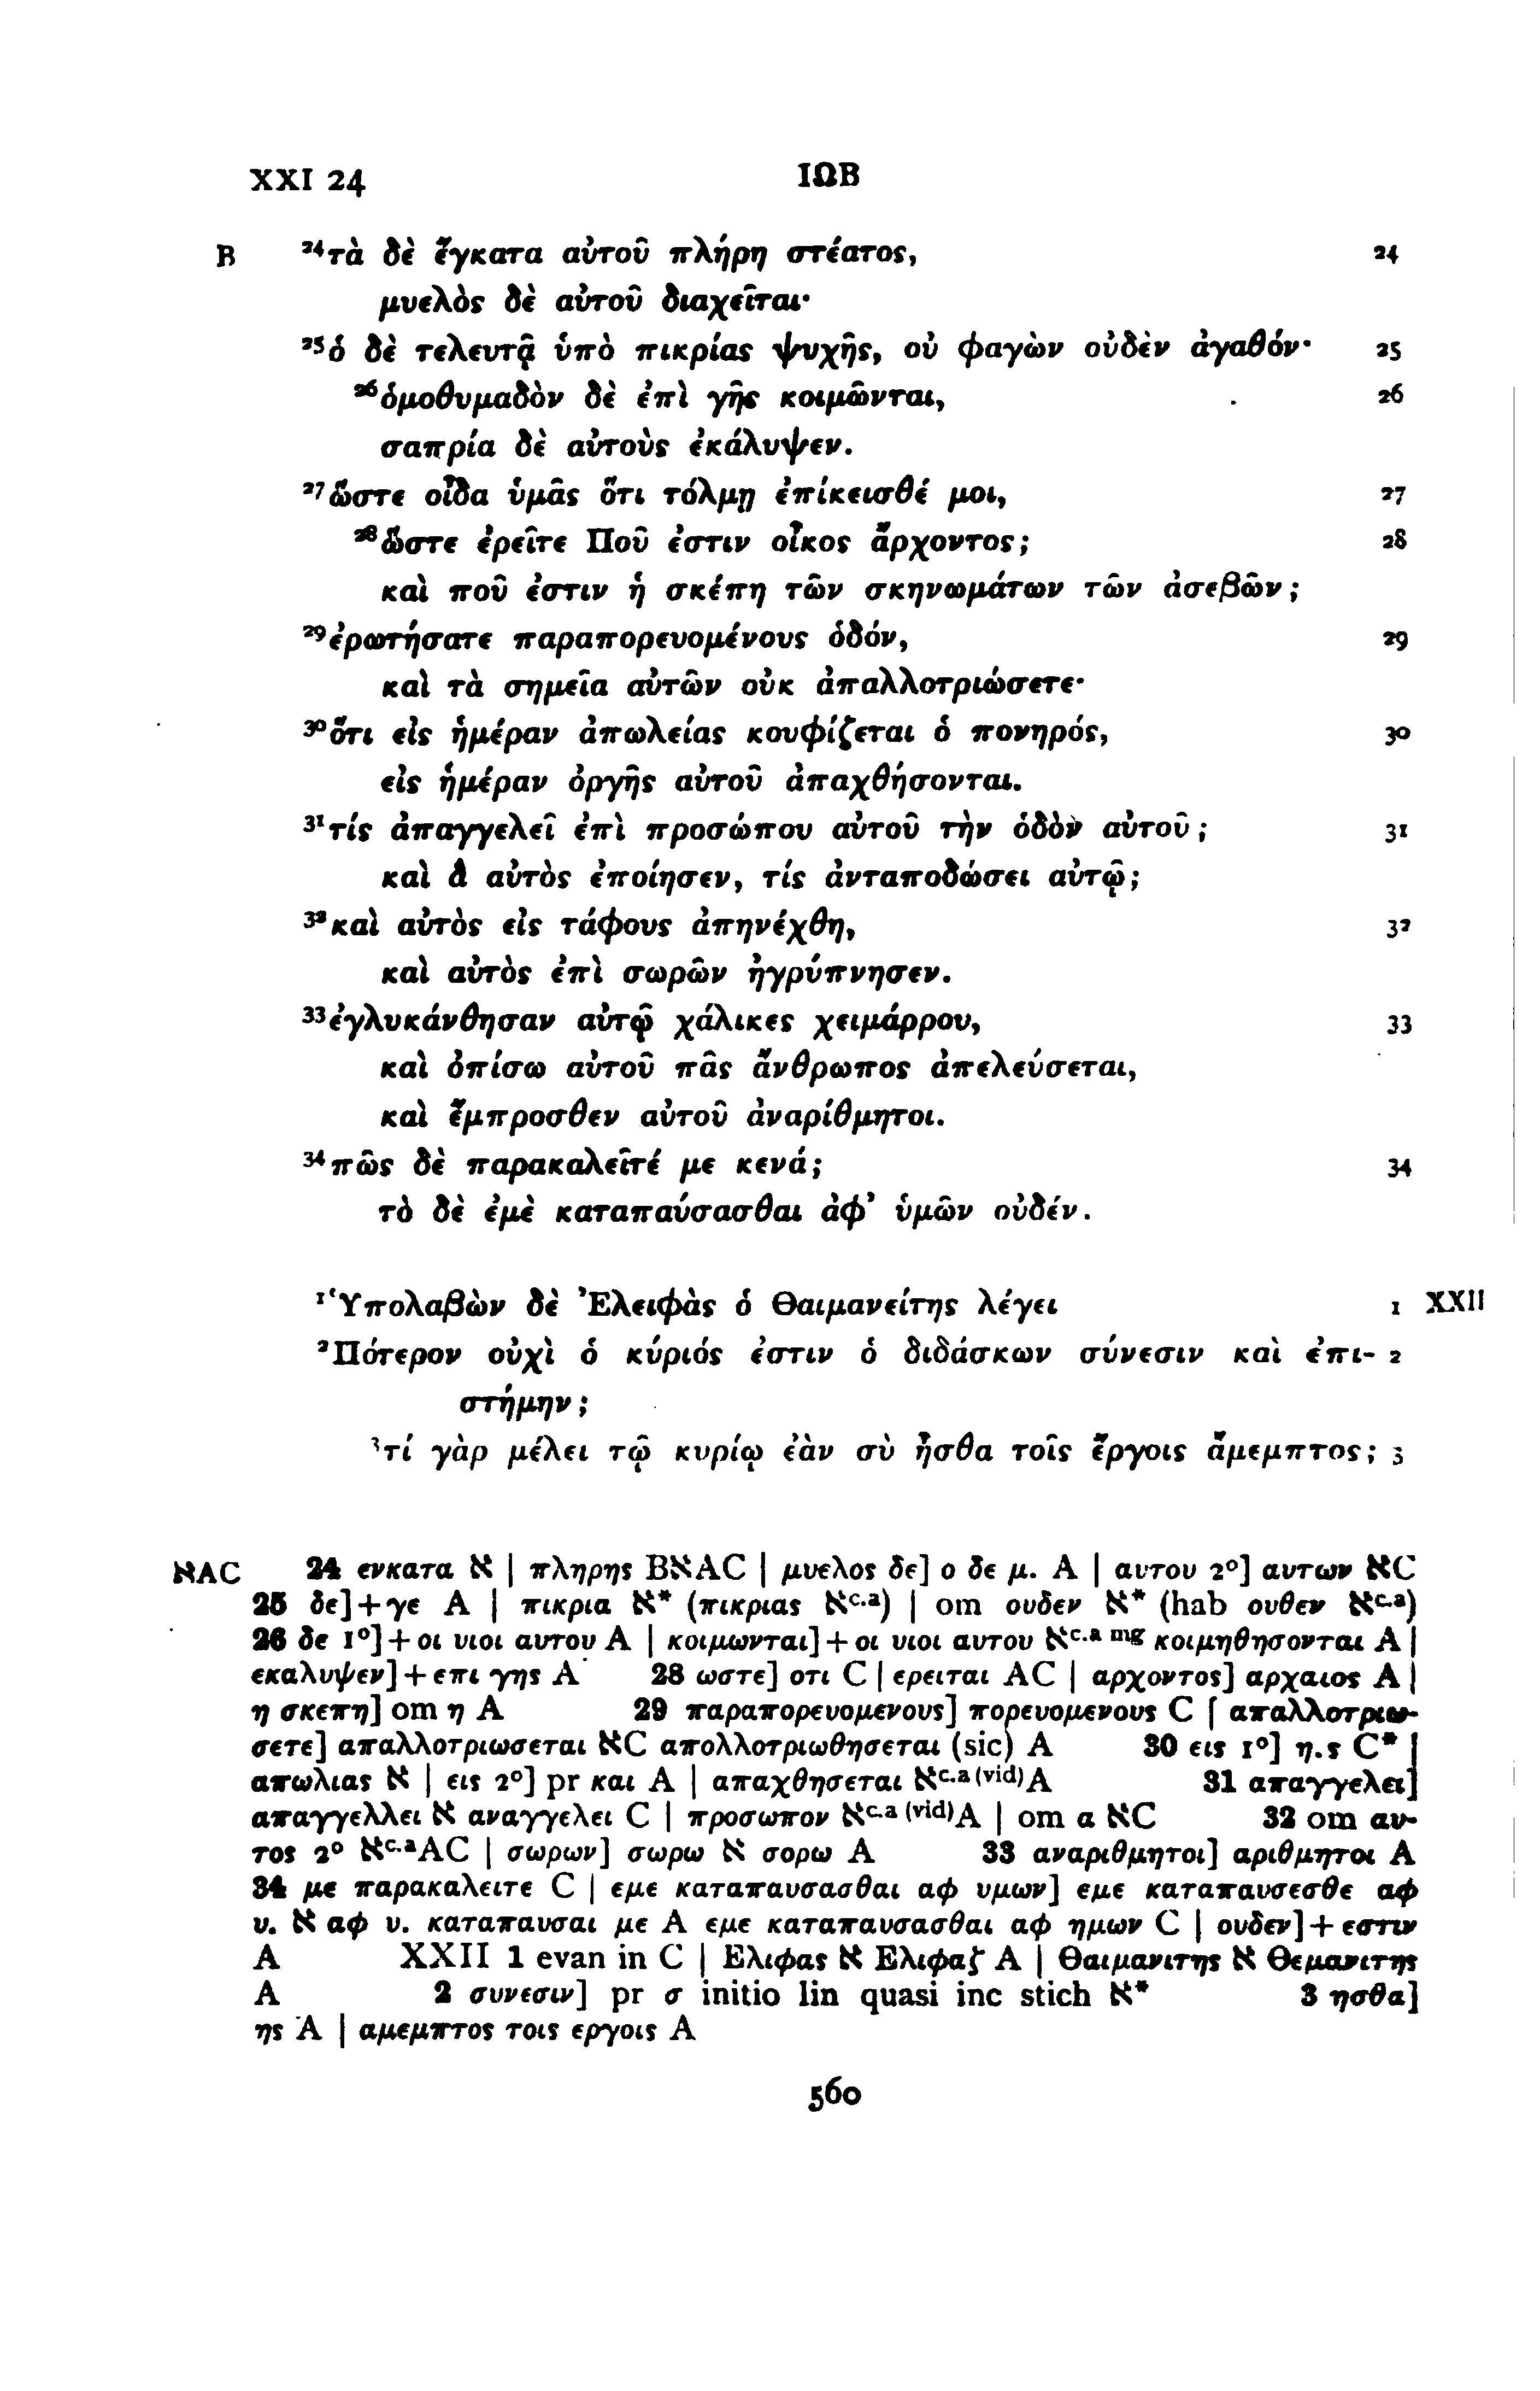 XXI 24 ΙΩΒ
B ²⁴τὰ δὲ ἔγκατα αὐτοῦ πλήρη στέατος, 24
μυελὸς δὲ αὐτοῦ διαχεῖται·
²⁵ὁ δὲ τελευτᾷ ὑπὸ πικρίας ψυχῆς, οὐ φαγὼν οὐδὲν ἀγαθόν· 25
²⁶ὁμοθυμαδὸν δὲ ἐπὶ γῆς κοιμῶνται, 26
σαπρία δὲ αὐτοὺς ἐκάλυψεν.
²⁷ὥστε οἶδα ὑμᾶς ὅτι τόλμῃ ἐπίκεισθέ μοι, 27
²⁸ὥστε ἐρεῖτε Ποῦ ἐστιν οἶκος ἄρχοντος; 28
καὶ ποῦ ἐστιν ἡ σκέπη τῶν σκηνωμάτων τῶν ἀσεβῶν;
²⁹ἐρωτήσατε παραπορευομένους ὁδόν, 29
καὶ τὰ σημεῖα αὐτῶν οὐκ ἀπαλλοτριώσετε·
³⁰ὅτι εἰς ἡμέραν ἀπωλείας κουφίζεται ὁ πονηρός, 30
εἰς ἡμέραν ὀργῆς αὐτοῦ ἀπαχθήσονται.
³¹τίς ἀπαγγελεῖ ἐπὶ προσώπου αὐτοῦ τὴν ὁδὸν αὐτοῦ; 31
καὶ ἃ αὐτὸς ἐποίησεν, τίς ἀνταποδώσει αὐτῷ;
³²καὶ αὐτὸς εἰς τάφους ἀπηνέχθη, 32
καὶ αὐτὸς ἐπὶ σωρῶν ἠγρύπνησεν.
³³ἐγλυκάνθησαν αὐτῷ χάλικες χειμάρρου, 33
καὶ ὀπίσω αὐτοῦ πᾶς ἄνθρωπος ἀπελεύσεται,
καὶ ἔμπροσθεν αὐτοῦ ἀναρίθμητοι.
³⁴πῶς δὲ παρακαλεῖτέ με κενά; 34
τὸ δὲ ἐμὲ καταπαύσασθαι ἀφ’ ὑμῶν οὐδέν.
¹Ὑπολαβὼν δὲ Ἐλειφὰς ὁ Θαιμανείτης λέγει 1 XXII
²Πότερον οὐχὶ ὁ κύριός ἐστιν ὁ διδάσκων σύνεσιν καὶ ἐπι- 2
στήμην;
³τί γὰρ μέλει τῷ κυρίῳ ἐὰν σὺ ἦσθα τοῖς ἔργοις ἄμεμπτος; 3
ℵAC 24 ενκατα ℵ | πληρης BℵAC | μυελος δε] ο δε μ. A | αυτου 2°] αυτων ℵC
25 δε]+γε A | πικρια ℵ* (πικριας ℵᶜ·ᵃ) | om ουδεν ℵ* (hab ουθεν ℵᶜ·ᵃ)
26 δε 1°]+οι υιοι αυτου A | κοιμωνται]+οι υιοι αυτου ℵᶜ·ᵃ ᵐᵍ κοιμηθησονται A |
εκαλυψεν]+επι γης A 28 ωστε] οτι C | ερειται AC | αρχοντος] αρχαιος A |
η σκεπη] om η A 29 παραπορευομενους] πορευομενους C | απαλλοτριω-
σετε] απαλλοτριωσεται ℵC απολλοτριωθησεται (sic) A 30 εις 1°] η.ς C* |
απωλιας ℵ | εις 2°] pr και A | απαχθησεται ℵᶜ·ᵃ⁽ᵛⁱᵈ⁾A 31 απαγγελει]
απαγγελλει ℵ αναγγελει C | προσωπον ℵᶜ·ᵃ⁽ᵛⁱᵈ⁾A | om α ℵC 32 om αυ-
τος 2° ℵᶜ·ᵃAC | σωρων] σωρω ℵ σορω A 33 αναριθμητοι] αριθμητοι A
34 με παρακαλειτε C | εμε καταπαυσασθαι αφ υμων] εμε καταπαυσεσθε αφ
υ. ℵ αφ υ. καταπαυσαι με A εμε καταπαυσασθαι αφ ημων C | ουδεν]+εστιν
A XXII 1 evan in C | Ελιφας ℵ Ελιφαζ A | Θαιμανιτης ℵ Θεμανιτης
A 2 συνεσιν] pr σ initio lin quasi inc stich ℵ* 3 ησθα]
ης A | αμεμπτος τοις εργοις A
560